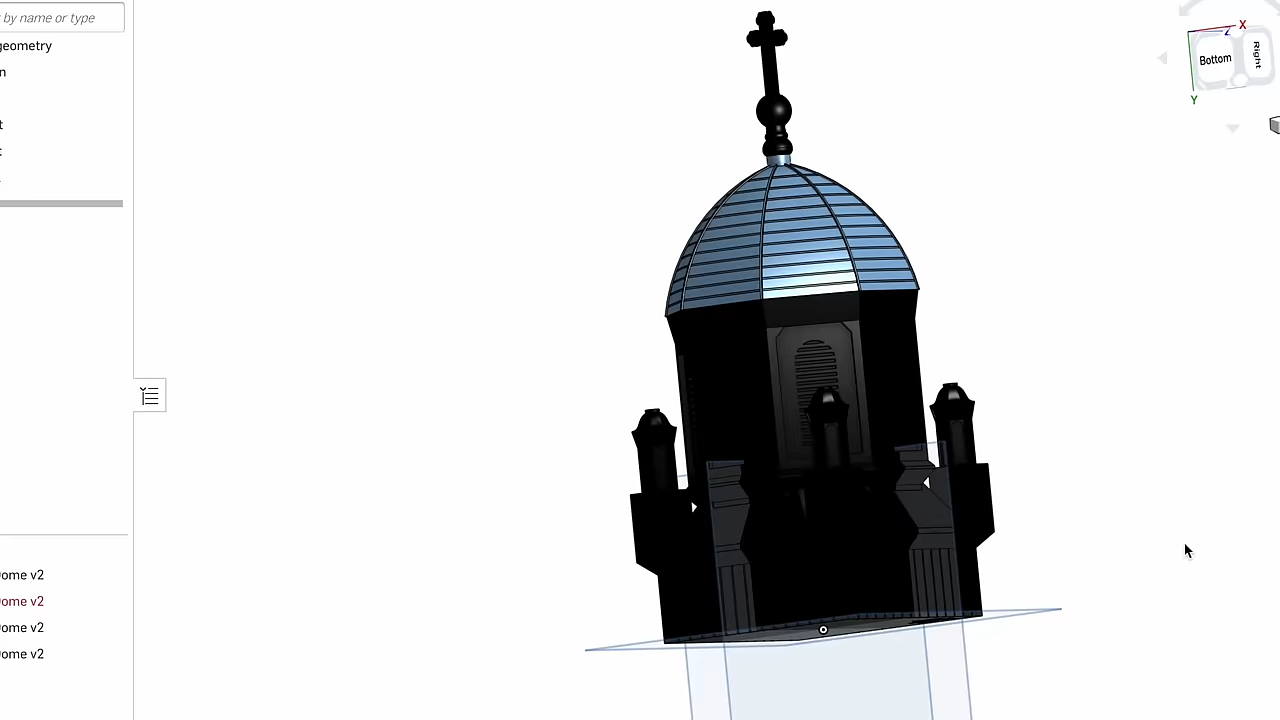 by name or type
geometry
n
t
t
X
Z
Bottom
Right
Y
ome v2
ome v2
ome v2
ome v2